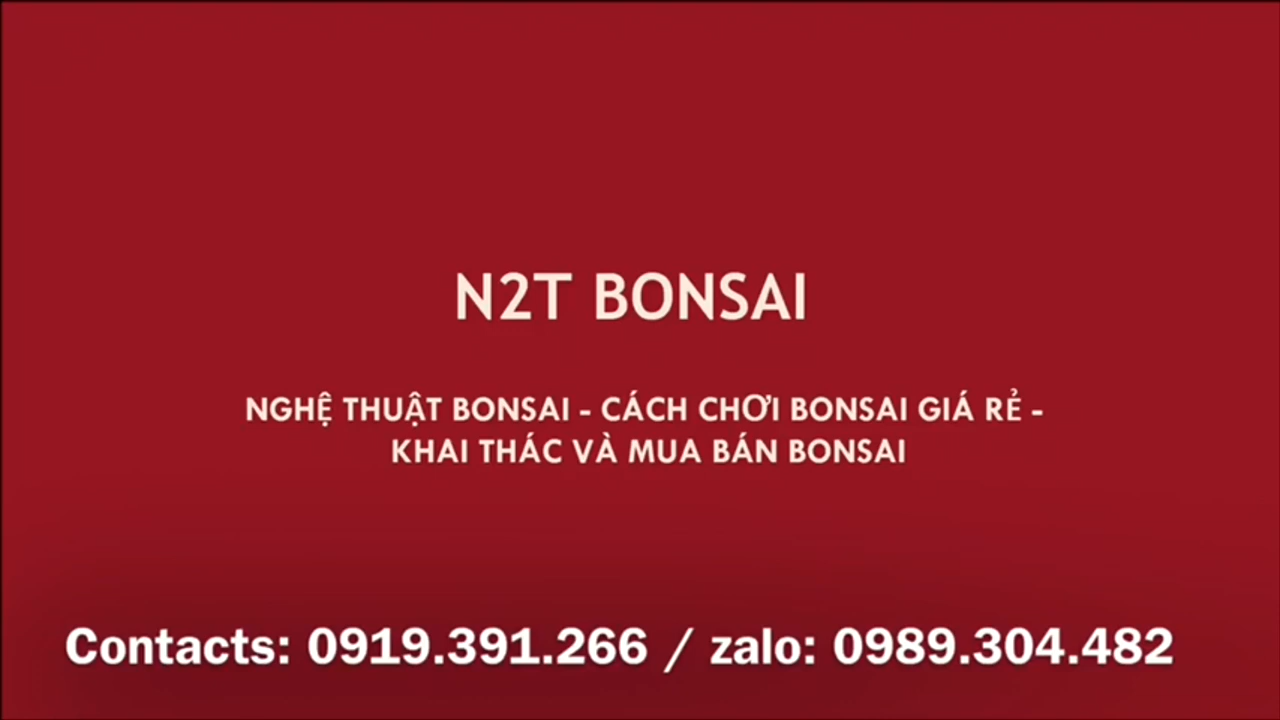 N2T BONSAI
NGHỆ THUẬT BONSAI - CÁCH CHƠI BONSAI GIÁ RẺ -
KHAI THÁC VÀ MUA BÁN BONSAI
Contacts: 0919.391.266 / zalo: 0989.304.482